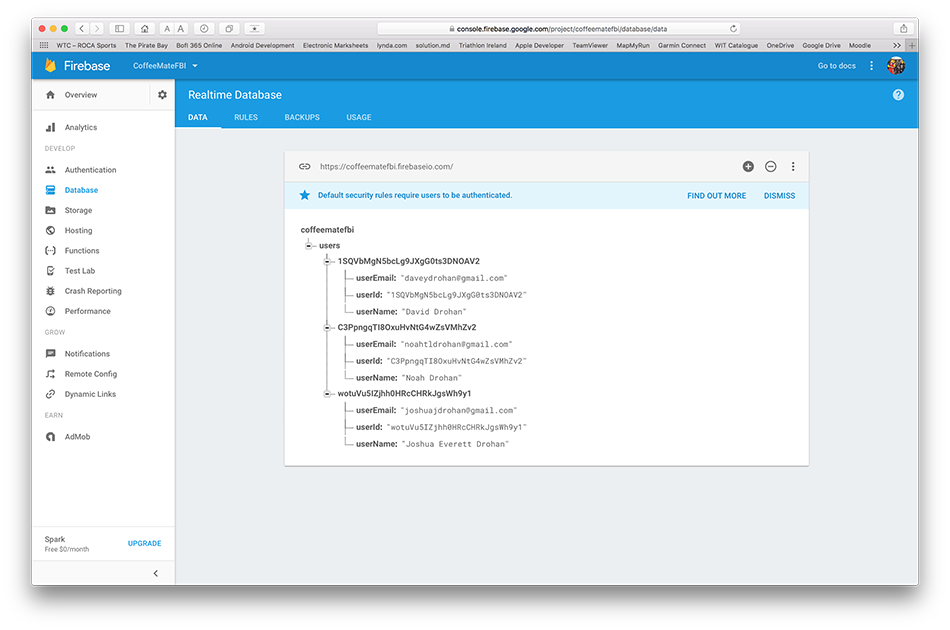 A A
console.firebase.google.com/project/coffeematefbi/database/data
WTC – ROCA Sports The Pirate Bay BofI 365 Online Android Development Electronic Marksheets lynda.com solution.md Triathlon Ireland Apple Developer TeamViewer MapMyRun Garmin Connect WIT Catalogue OneDrive Google Drive Moodle >> +
Firebase CoffeeMateFBI Go to docs
Overview
Realtime Database ?
DATA RULES BACKUPS USAGE
Analytics
DEVELOP
Authentication
Database
Storage
Hosting
Functions
Test Lab
Crash Reporting
Performance
GROW
Notifications
Remote Config
Dynamic Links
EARN
AdMob
Spark
Free $0/month
UPGRADE
https://coffeematefbi.firebaseio.com/
Default security rules require users to be authenticated. FIND OUT MORE DISMISS
coffeematefbi
users
1SQVbMgN5bcLg9JXgG0ts3DNOAV2
userEmail: "daveydrohan@gmail.com"
userId: "1SQVbMgN5bcLg9JXgG0ts3DNOAV2"
userName: "David Drohan"
C3PpngqTI8OxuHvNtG4wZsVMhZv2
userEmail: "noahtldrohan@gmail.com"
userId: "C3PpngqTI8OxuHvNtG4wZsVMhZv2"
userName: "Noah Drohan"
wotuVu5IZjhh0HRcCHRkJgsWh9y1
userEmail: "joshuajdrohan@gmail.com"
userId: "wotuVu5IZjhh0HRcCHRkJgsWh9y1"
userName: "Joshua Everett Drohan"